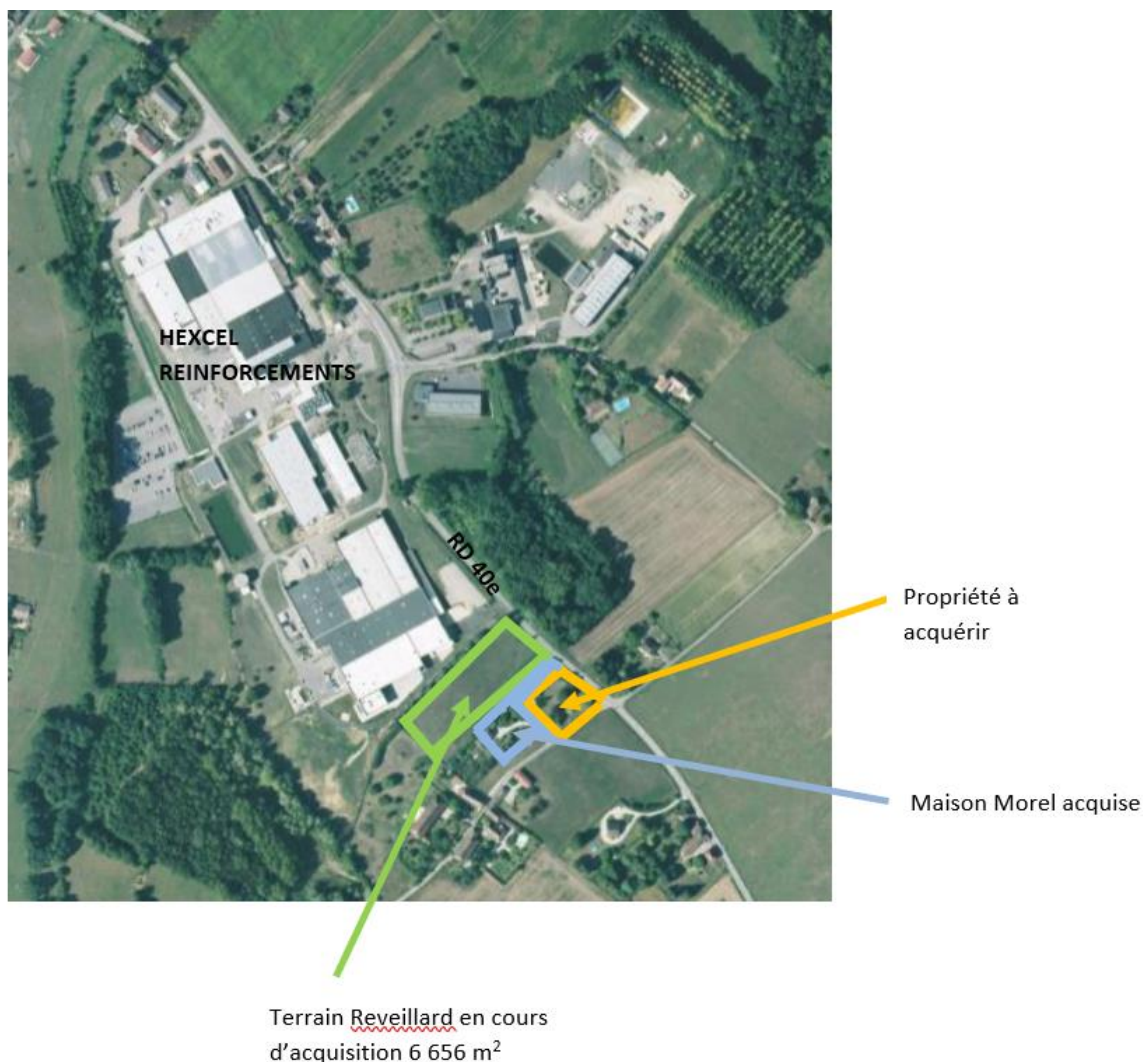 HEXCEL
REINFORCEMENTS
RD 40e
Propriété à
acquérir
Maison Morel acquise
Terrain Reveillard en cours
d'acquisition 6 656 m²